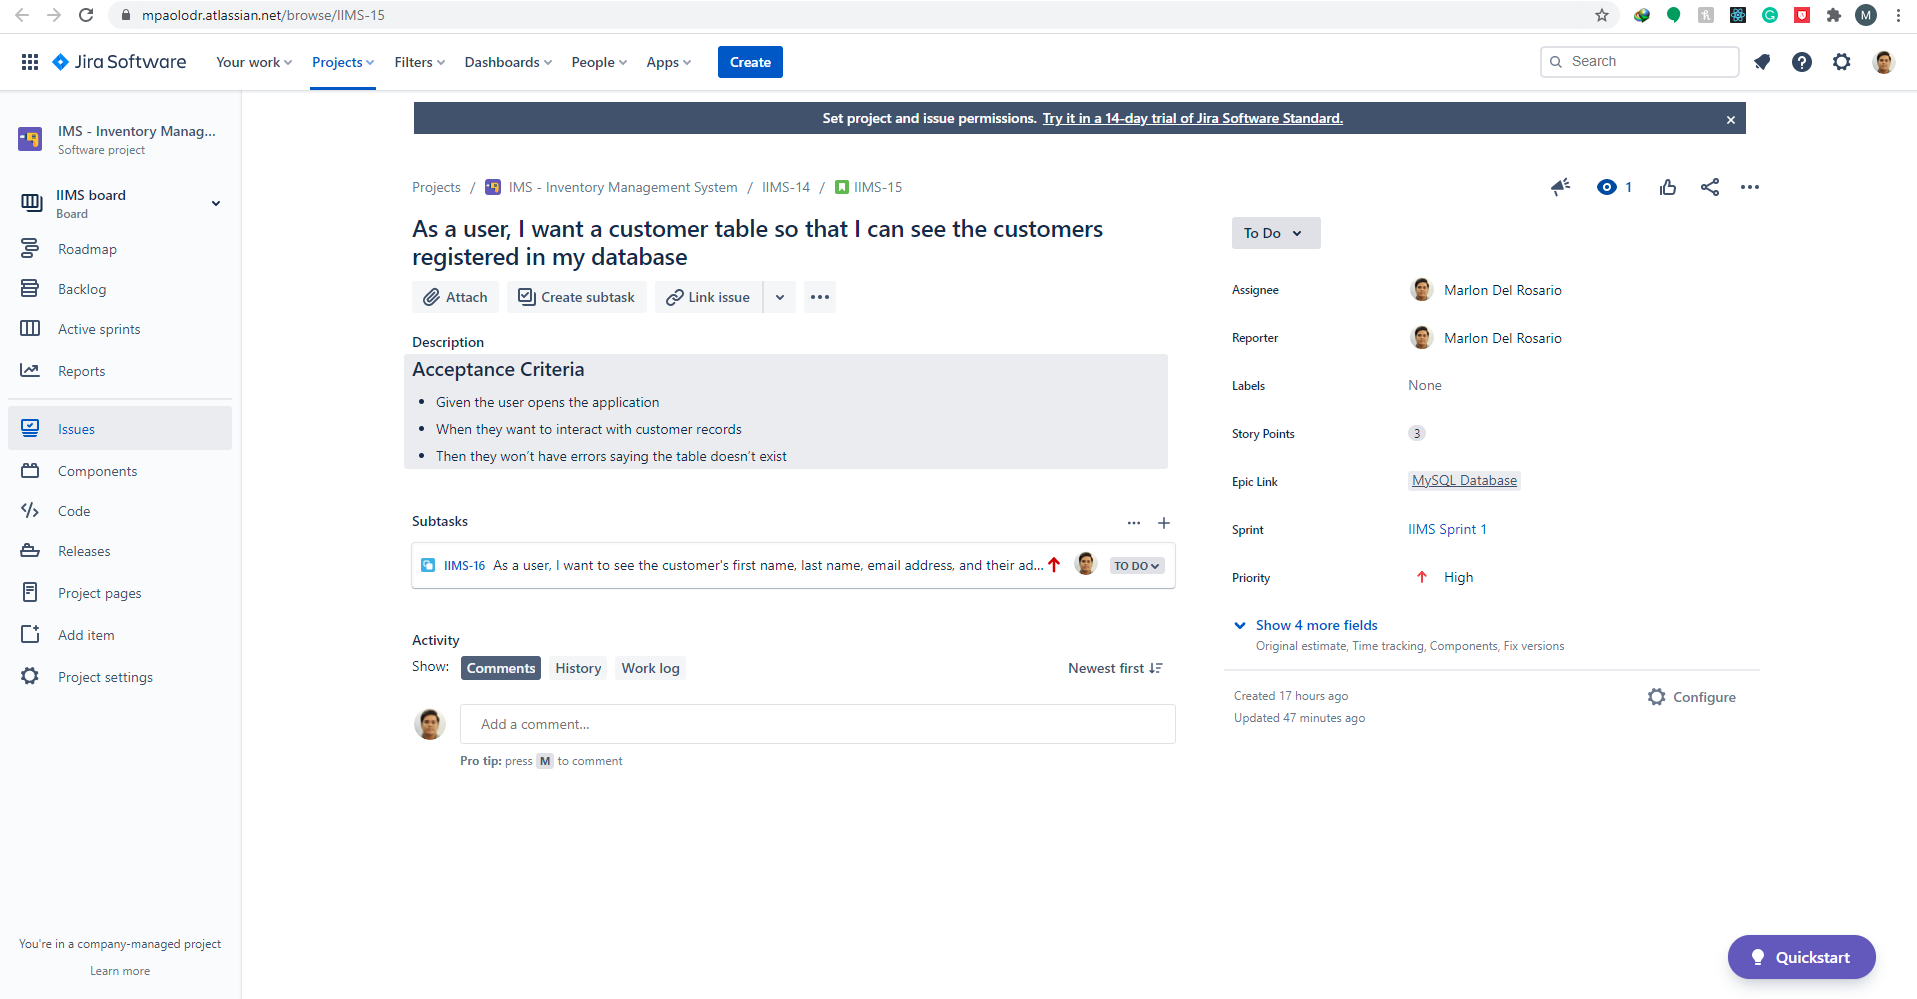 mpaolodr.atlassian.net/browse/IIMS-15
M
Jira Software
Your work
Projects
Filters
Dashboards
People
Apps
Create
Search
IMS - Inventory Manag...
Software project
IIMS board
Board
Roadmap
Backlog
Active sprints
Reports
Issues
Components
Code
Releases
Project pages
Add item
Project settings
You're in a company-managed project
Learn more
Set project and issue permissions. Try it in a 14-day trial of Jira Software Standard.
Projects / IMS - Inventory Management System / IIMS-14 / IIMS-15
1
As a user, I want a customer table so that I can see the customers
registered in my database
Attach
Create subtask
Link issue
Description
Acceptance Criteria
• Given the user opens the application
• When they want to interact with customer records
• Then they won't have errors saying the table doesn't exist
Subtasks
IIMS-16 As a user, I want to see the customer's first name, last name, email address, and their ad...
TO DO
Activity
Show:
Comments
History
Work log
Newest first
Add a comment...
Pro tip: press M to comment
To Do
Assignee
Marlon Del Rosario
Reporter
Marlon Del Rosario
Labels
None
Story Points
3
Epic Link
MySQL Database
Sprint
IIMS Sprint 1
Priority
High
Show 4 more fields
Original estimate, Time tracking, Components, Fix versions
Created 17 hours ago
Updated 47 minutes ago
Configure
Quickstart